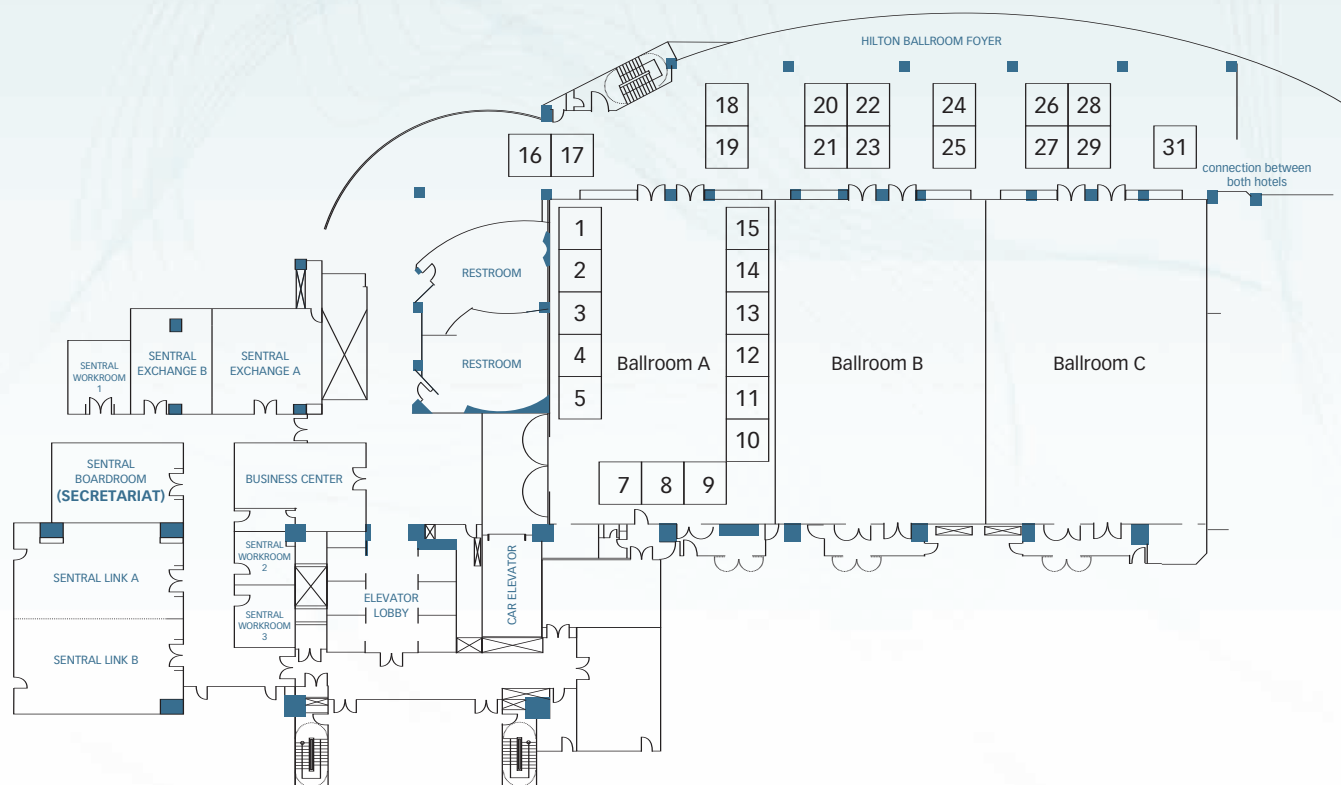 HILTON BALLROOM FOYER
18
20 22
24
26 28
16 17
19
21 23
25
27 29
31
connection between
both hotels
1
2
3
4
5
15
14
13
12
11
10
7 8 9
Ballroom A
Ballroom B
Ballroom C
RESTROOM
RESTROOM
SENTRAL
WORKROOM
1
SENTRAL
EXCHANGE B
SENTRAL
EXCHANGE A
SENTRAL
BOARDROOM
(SECRETARIAT)
BUSINESS CENTER
SENTRAL LINK A
SENTRAL LINK B
SENTRAL
WORKROOM
2
SENTRAL
WORKROOM
3
ELEVATOR
LOBBY
CAR ELEVATOR